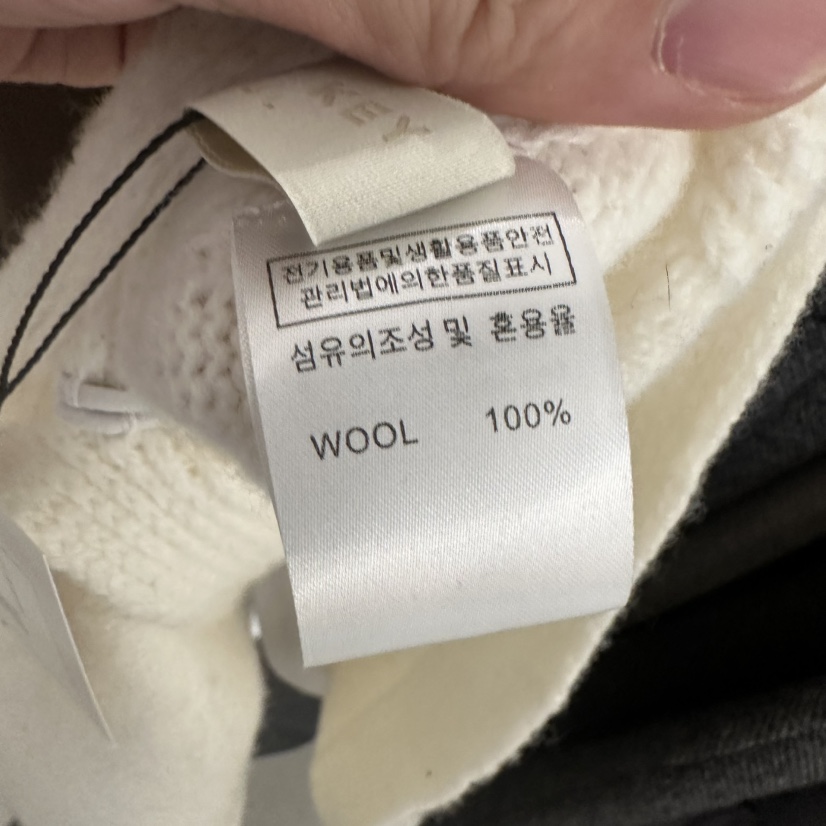 전기용품및생활용품안전
관리법에의한품질표시
섬유의조성 및 혼용율
WOOL 100%